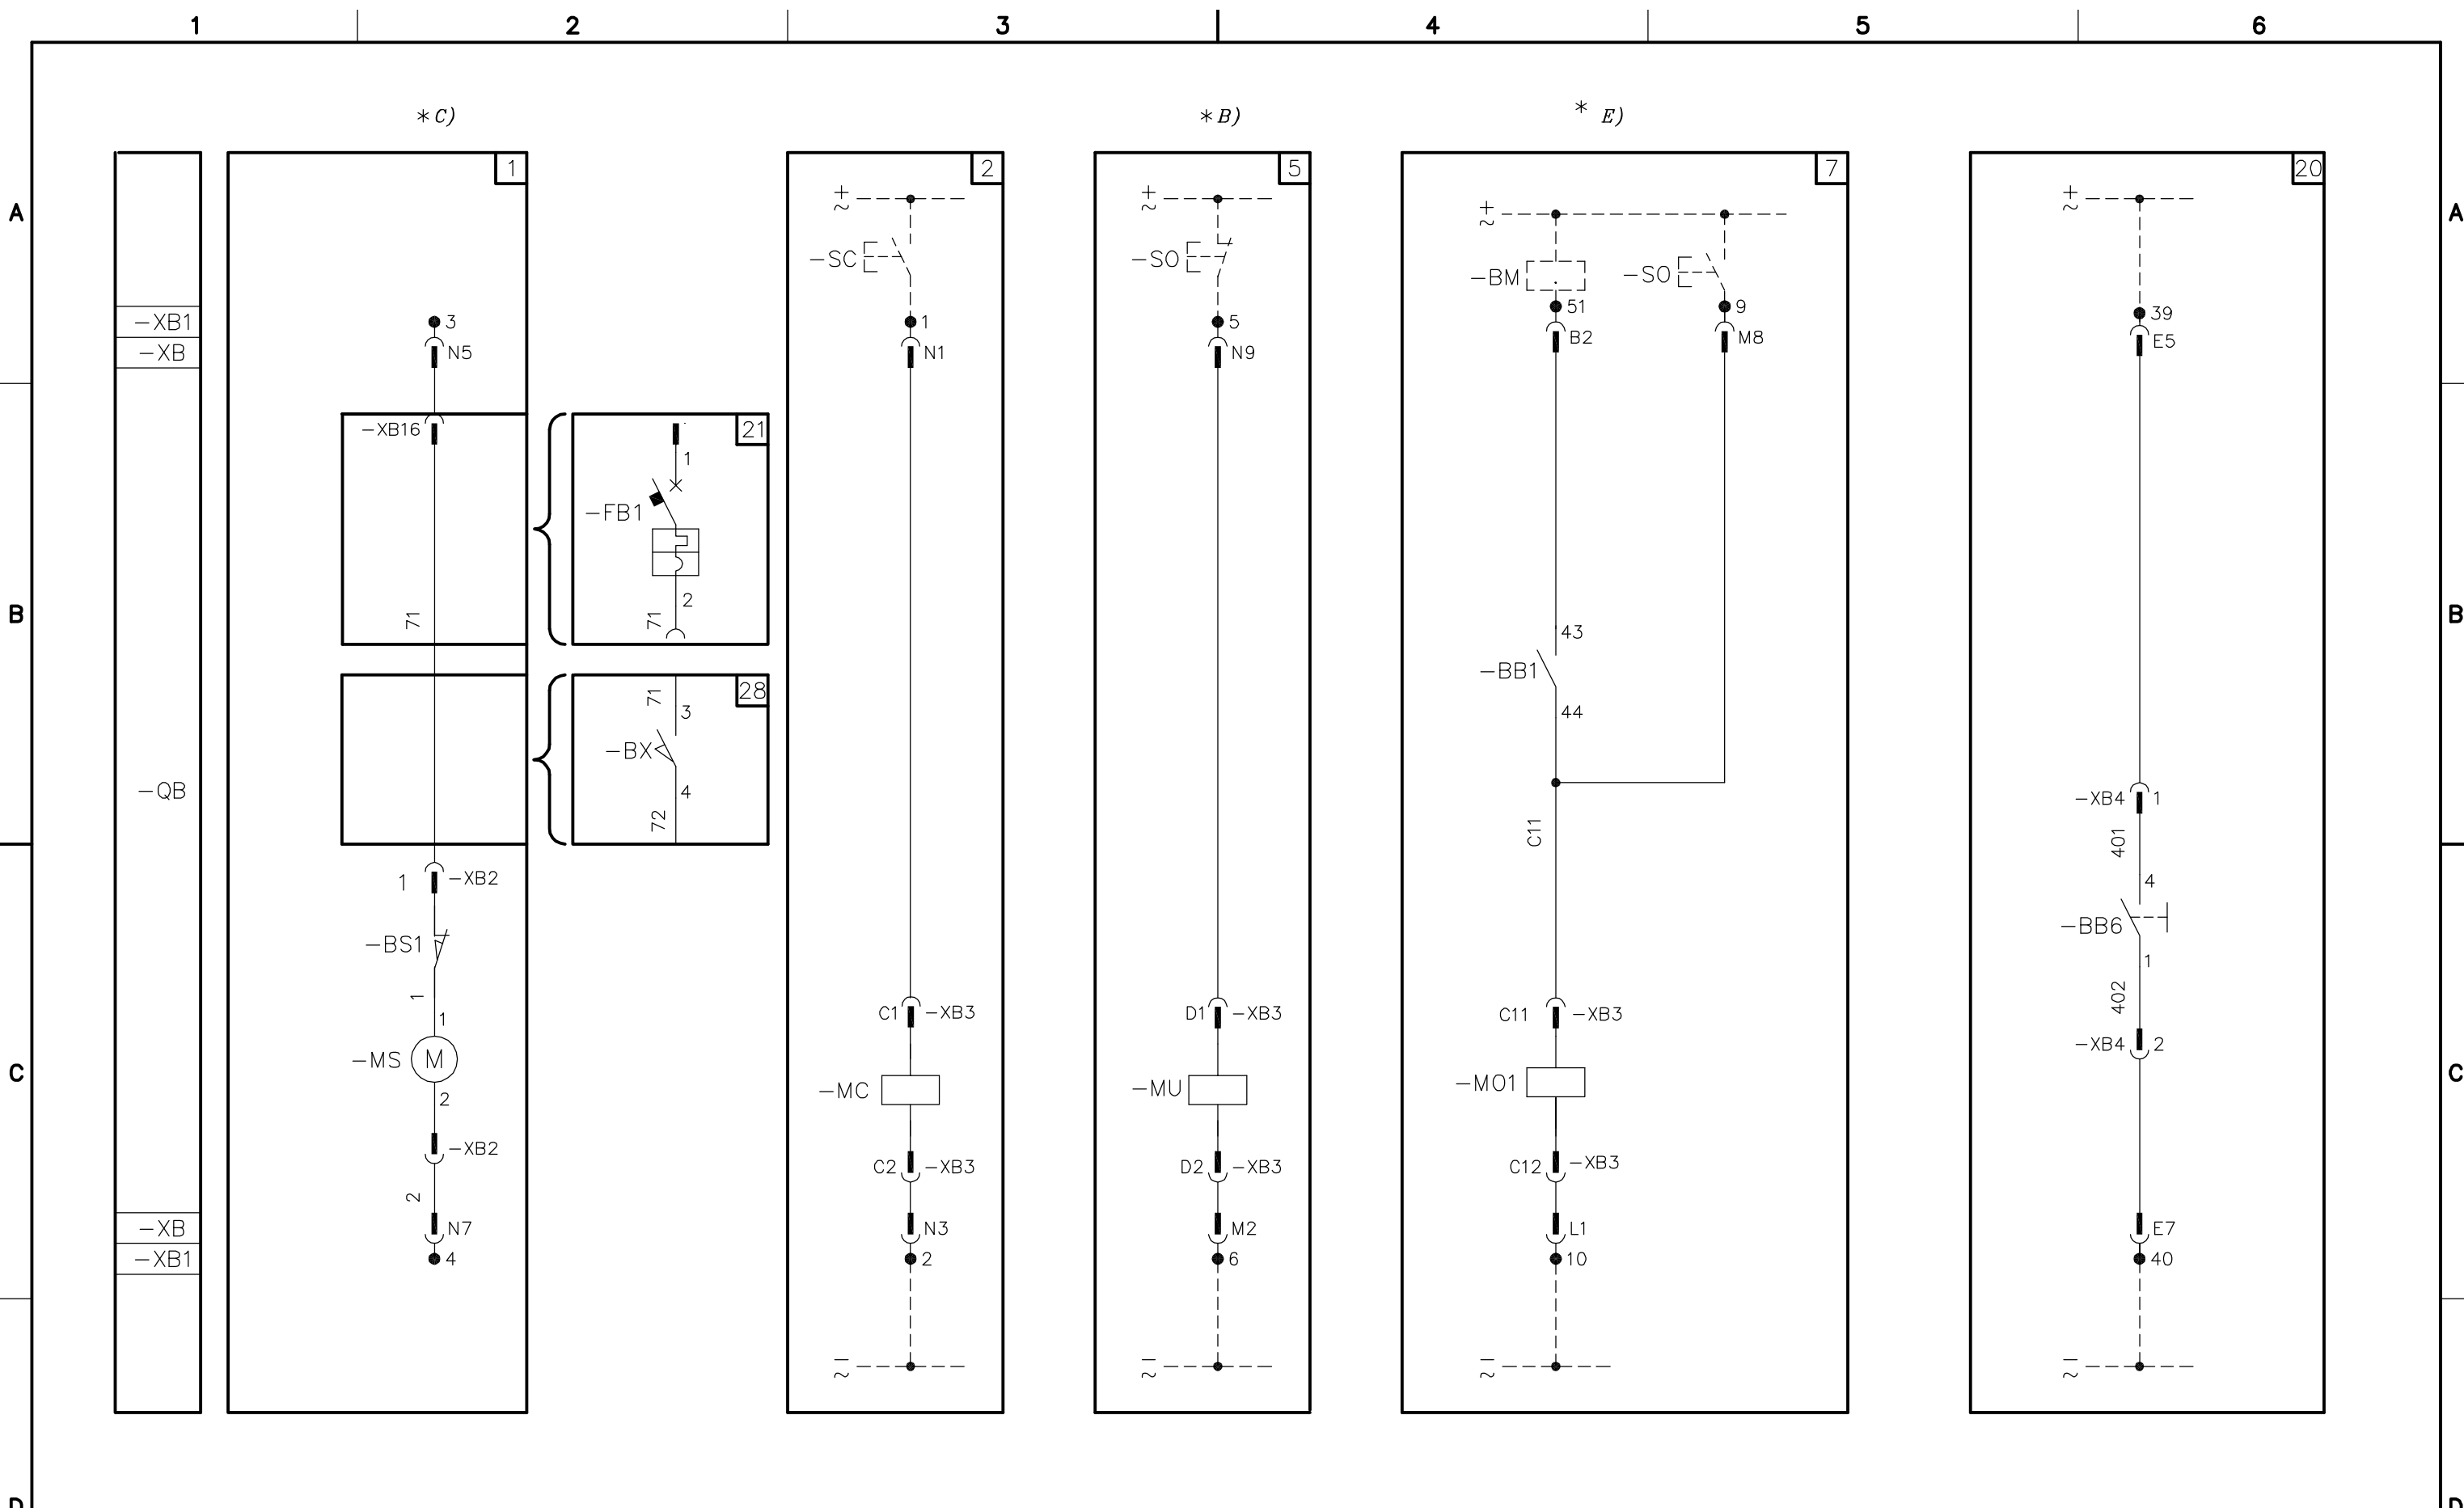 1 2 3 4 5 6
*C) *B) * E)
1 2 5 7 20
A A
+ ~ + ~ + ~ + ~
-SC -SO -BM -SO
-XB1 3 1 5 51 9 39
-XB N5 N1 N9 B2 M8 E5
-XB16 21
1
-FB1
2
71 71
B B
43
-BB1
44
28
71
3
-BX
4
72
-QB
-XB4 1
C11
401
1 -XB2
4
-BS1
-BB6
1
1
1
402
C1 -XB3 D1 -XB3 C11 -XB3
-MS M
-XB4 2
C C
-MC -MU -MO1
2
-XB2
C2 -XB3 D2 -XB3 C12 -XB3
2
-XB N7 N3 M2 L1 E7
-XB1 4 2 6 10 40
- ~ - ~ - ~ - ~
D D